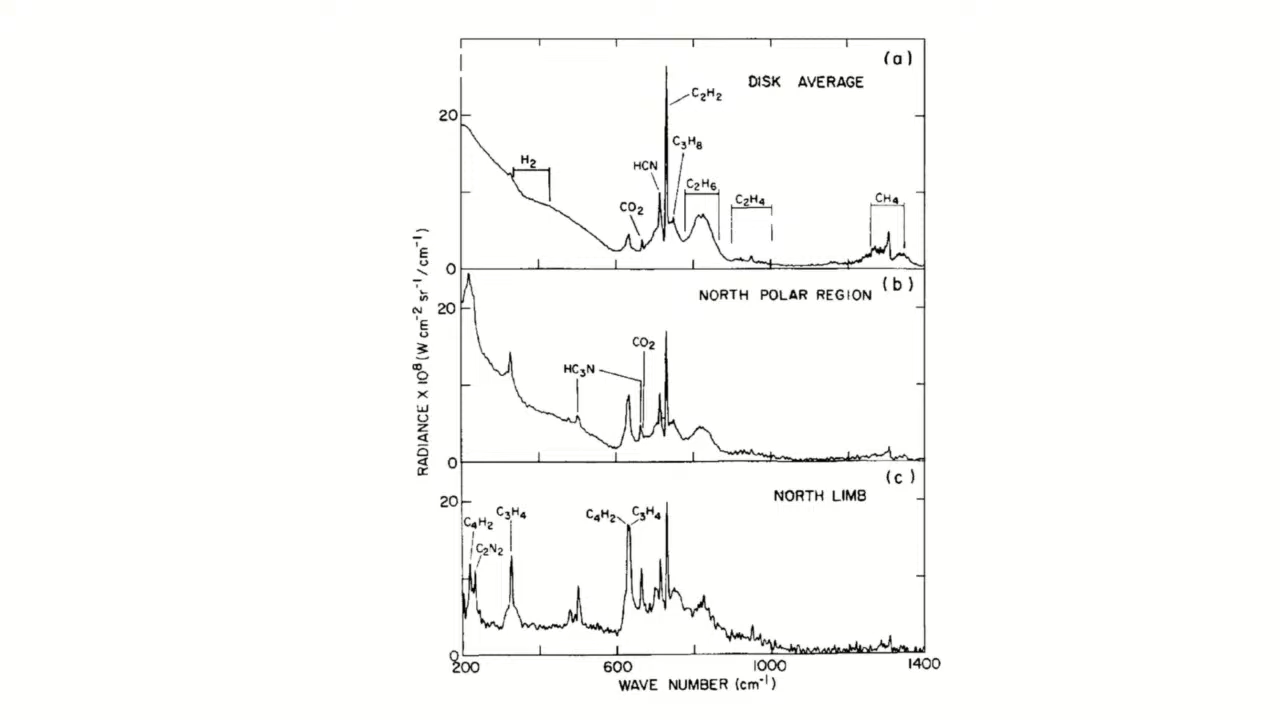 (a)
DISK AVERAGE
20
C₂H₂
C₃H₈
H₂
HCN
C₂H₆
CO₂
C₂H₄
CH₄
0
(b)
NORTH POLAR REGION
20
CO₂
HC₃N
0
(c)
NORTH LIMB
20
C₄H₂
C₃H₄
C₂N₂
C₄H₂
C₃H₄
0
RADIANCE X 10⁸ (W cm⁻² sr⁻¹/cm⁻¹)
200
600
1000
1400
WAVE NUMBER (cm⁻¹)